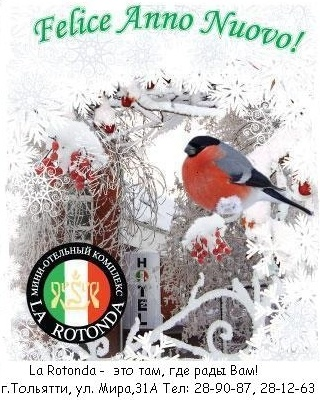 Felice Anno Nuovo!
МИНИ-ОТЕЛЬНЫЙ КОМПЛЕКС
LA ROTONDA
HOTEL
La Rotonda - это там, где рады Вам!
г.Тольятти, ул. Мира,31А Тел: 28-90-87, 28-12-63